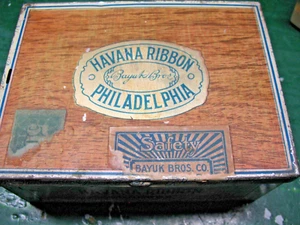 HAVANA RIBBON
Bayuk Bros
PHILADELPHIA
Safety
BAYUK BROS. CO.